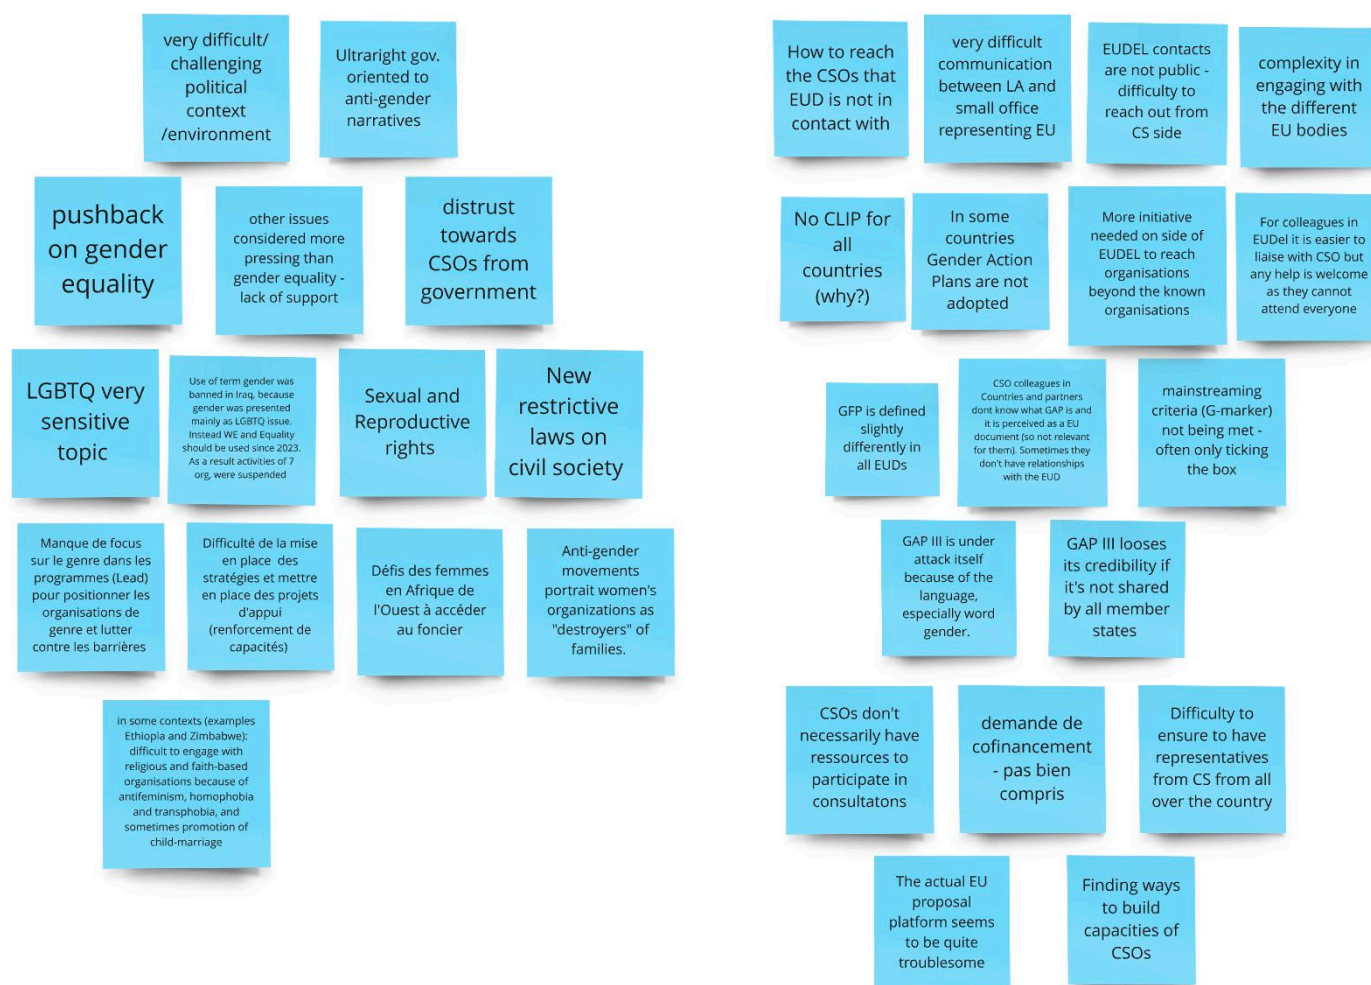 very difficult/
challenging
political
context
/environment
Ultraright gov.
oriented to
anti-gender
narratives
pushback
on gender
equality
other issues
considered more
pressing than
gender equality -
lack of support
distrust
towards
CSOs from
government
LGBTQ very
sensitive
topic
Use of term gender was
banned in Iraq, because
gender was presented
mainly as LGBTQ issue.
Instead WE and Equality
should be used since 2023.
As a result activities of 7
org, were suspended
Sexual and
Reproductive
rights
New
restrictive
laws on
civil society
Manque de focus
sur le genre dans les
programmes (Lead)
pour positionner les
organisations de
genre et lutter
contre les barrières
Difficulté de la mise
en place des
stratégies et mettre
en place des projets
d'appui
(renforcement de
capacités)
Défis des femmes
en Afrique de
l'Ouest à accéder
au foncier
Anti-gender
movements
portrait women's
organizations as
"destroyers" of
families.
in some contexts (examples
Ethiopia and Zimbabwe):
difficult to engage with
religious and faith-based
organisations because of
antifeminism, homophobia
and transphobia, and
sometimes promotion of
child-marriage
How to reach
the CSOs that
EUD is not in
contact with
very difficult
communication
between LA and
small office
representing EU
EUDEL contacts
are not public -
difficulty to
reach out from
CS side
complexity in
engaging with
the different
EU bodies
No CLIP for
all
countries
(why?)
In some
countries
Gender Action
Plans are not
adopted
More initiative
needed on side of
EUDEL to reach
organisations
beyond the known
organisations
For colleagues in
EUDel it is easier to
liaise with CSO but
any help is welcome
as they cannot
attend everyone
GFP is defined
slightly
differently in
all EUDs
CSO colleagues in
Countries and partners
dont know what GAP is and
it is perceived as a EU
document (so not relevant
for them). Sometimes they
don't have relationships
with the EUD
mainstreaming
criteria (G-marker)
not being met -
often only ticking
the box
GAP III is under
attack itself
because of the
language,
especially word
gender.
GAP III looses
its credibility if
it's not shared
by all member
states
CSOs don't
necessarily have
ressources to
participate in
consultatons
demande de
cofinancement
- pas bien
compris
Difficulty to
ensure to have
representatives
from CS from all
over the country
The actual EU
proposal
platform seems
to be quite
troublesome
Finding ways
to build
capacities of
CSOs